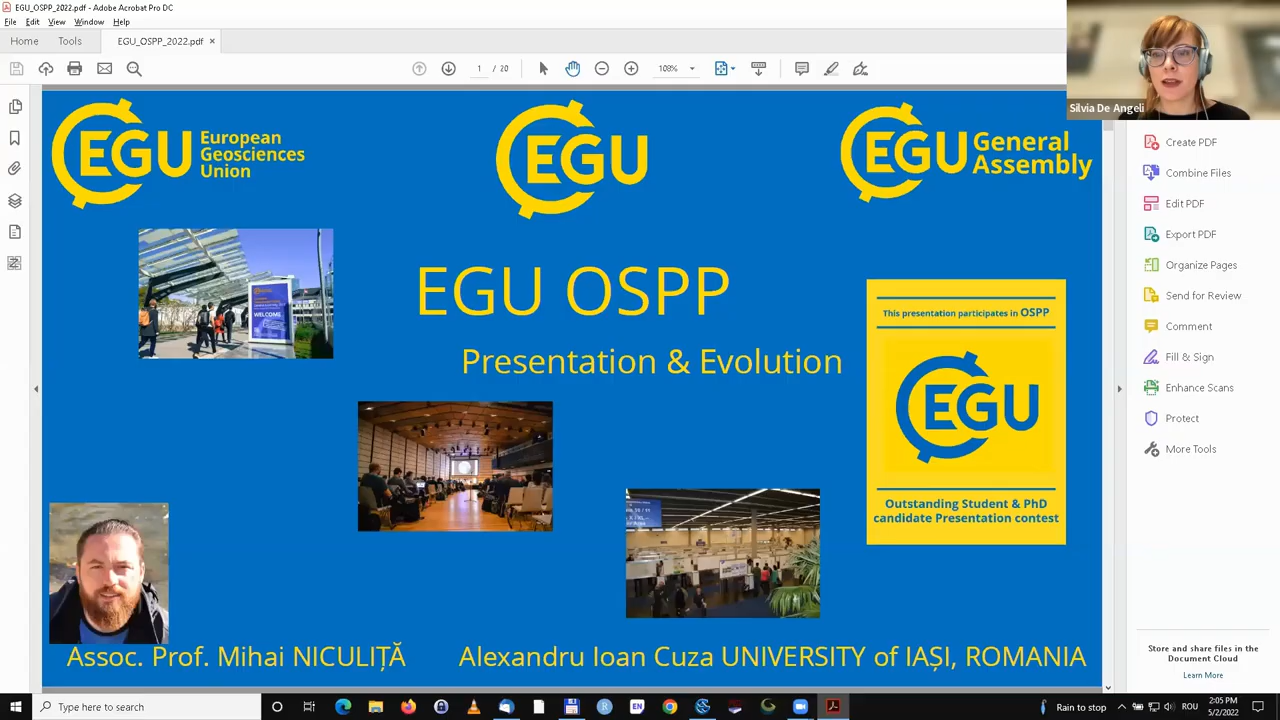 EGU_OSPP_2022.pdf - Adobe Acrobat Pro DC
File Edit View Window Help
Home Tools EGU_OSPP_2022.pdf ×
1 / 20 108%
Silvia De Angeli
EGU European
Geosciences
Union
EGU
EGU General
Assembly
WELCOME
EGU OSPP
Presentation & Evolution
This presentation participates in OSPP
EGU
Outstanding Student & PhD
candidate Presentation contest
Assoc. Prof. Mihai NICULIȚĂ
Alexandru Ioan Cuza UNIVERSITY of IAȘI, ROMANIA
Create PDF
Combine Files
Edit PDF
Export PDF
Organize Pages
Send for Review
Comment
Fill & Sign
Enhance Scans
Protect
More Tools
Store and share files in the
Document Cloud
Learn More
Type here to search
R
EN
Rain to stop
ROU
2:05 PM
5/2/2022